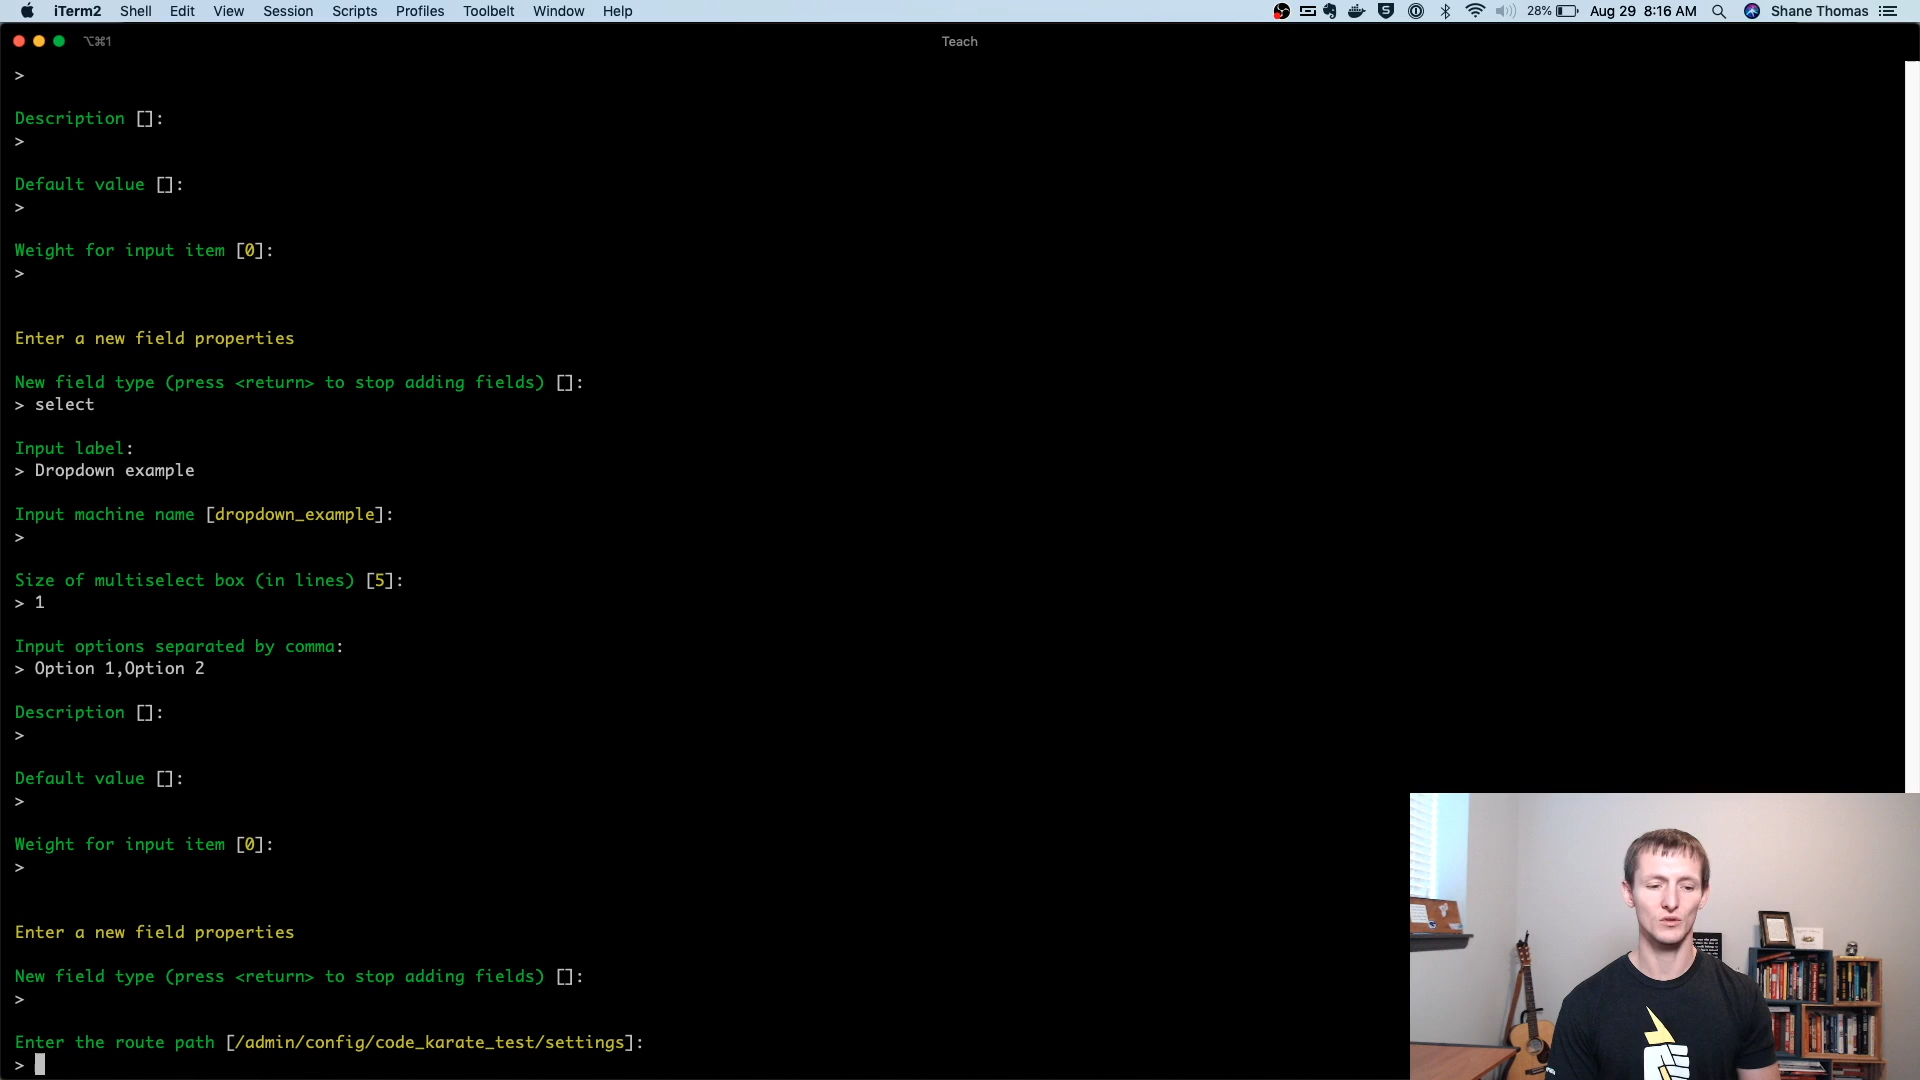 iTerm2 Shell Edit View Session Scripts Profiles Toolbelt Window Help 28% Aug 29 8:16 AM Shane Thomas
⌥⌘1 Teach
>
Description []:
>
Default value []:
>
Weight for input item [0]:
>
Enter a new field properties
New field type (press <return> to stop adding fields) []:
> select
Input label:
> Dropdown example
Input machine name [dropdown_example]:
>
Size of multiselect box (in lines) [5]:
> 1
Input options separated by comma:
> Option 1,Option 2
Description []:
>
Default value []:
>
Weight for input item [0]:
>
Enter a new field properties
New field type (press <return> to stop adding fields) []:
>
Enter the route path [/admin/config/code_karate_test/settings]:
>